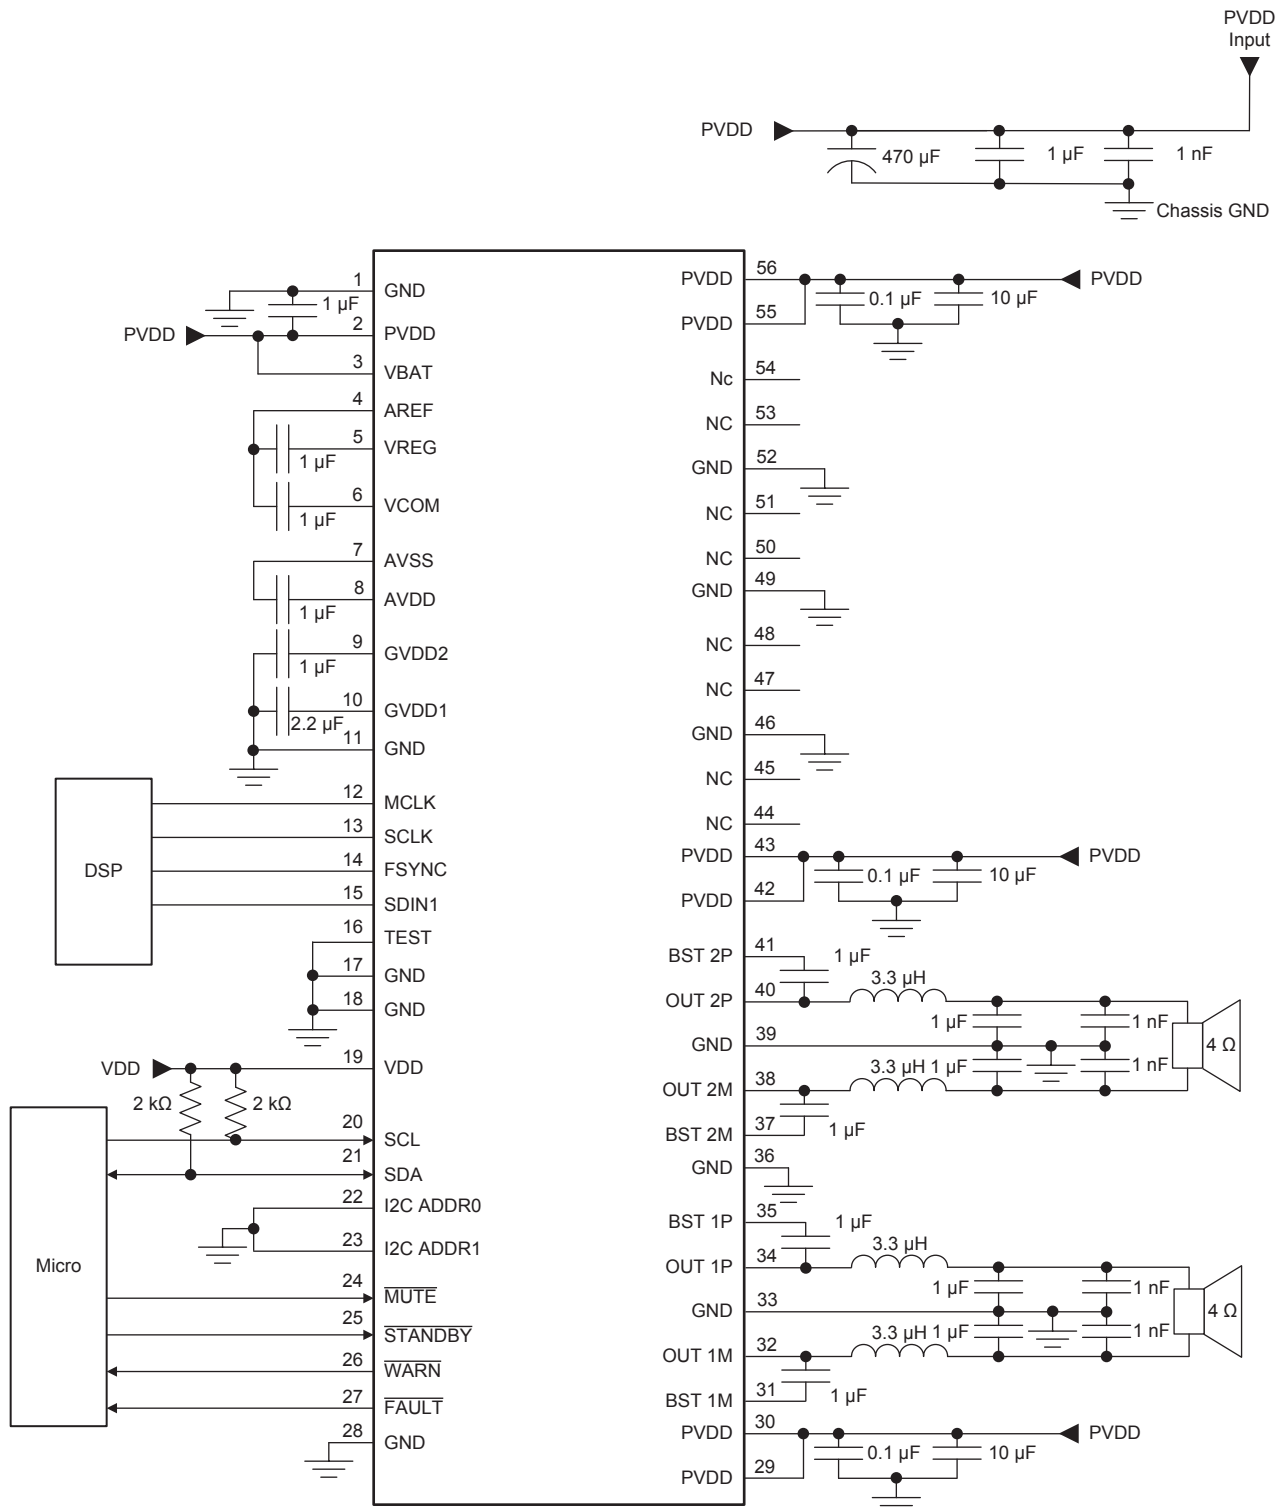 PVDD
Input
PVDD
470 µF
1 µF
1 nF
Chassis GND
1
GND
1 µF
2
PVDD
PVDD
3
VBAT
4
AREF
5
VREG
1 µF
6
VCOM
1 µF
7
AVSS
8
AVDD
1 µF
9
GVDD2
1 µF
10
GVDD1
2.2 µF
11
GND
DSP
12
MCLK
13
SCLK
14
FSYNC
15
SDIN1
16
TEST
17
GND
18
GND
VDD
19
VDD
2 kΩ
2 kΩ
Micro
20
SCL
21
SDA
22
I2C ADDR0
23
I2C ADDR1
24
MUTE
25
STANDBY
26
WARN
27
FAULT
28
GND
PVDD
56
PVDD
0.1 µF
10 µF
PVDD
55
Nc
54
NC
53
GND
52
NC
51
NC
50
GND
49
NC
48
NC
47
GND
46
NC
45
NC
44
PVDD
43
PVDD
0.1 µF
10 µF
PVDD
42
BST 2P
41
1 µF
3.3 µH
OUT 2P
40
1 µF
1 nF
GND
39
4 Ω
3.3 µH
1 µF
1 nF
OUT 2M
38
BST 2M
37
1 µF
GND
36
BST 1P
35
1 µF
3.3 µH
OUT 1P
34
1 µF
1 nF
GND
33
4 Ω
3.3 µH
1 µF
1 nF
OUT 1M
32
BST 1M
31
1 µF
PVDD
30
PVDD
0.1 µF
10 µF
PVDD
29